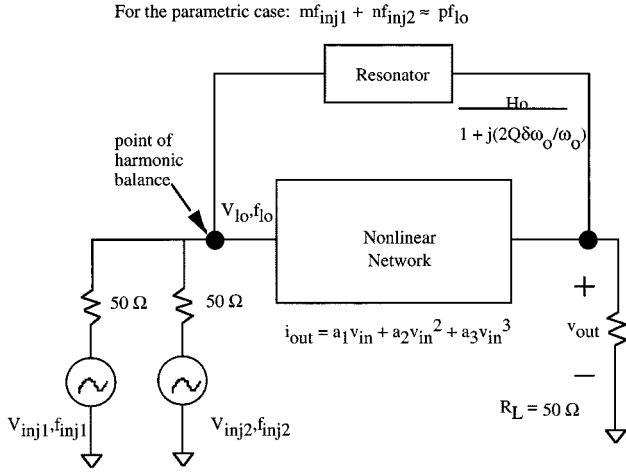 For the parametric case: mf_inj1 + nf_inj2 ≈ pf_lo
Resonator
Ho
1 + j(2Qδω_o/ω_o)
point of
harmonic
balance
V_lo,f_lo
Nonlinear
Network
50 Ω
50 Ω
i_out = a_1v_in + a_2v_in^2 + a_3v_in^3
+
v_out
−
R_L = 50 Ω
V_inj1,f_inj1
V_inj2,f_inj2